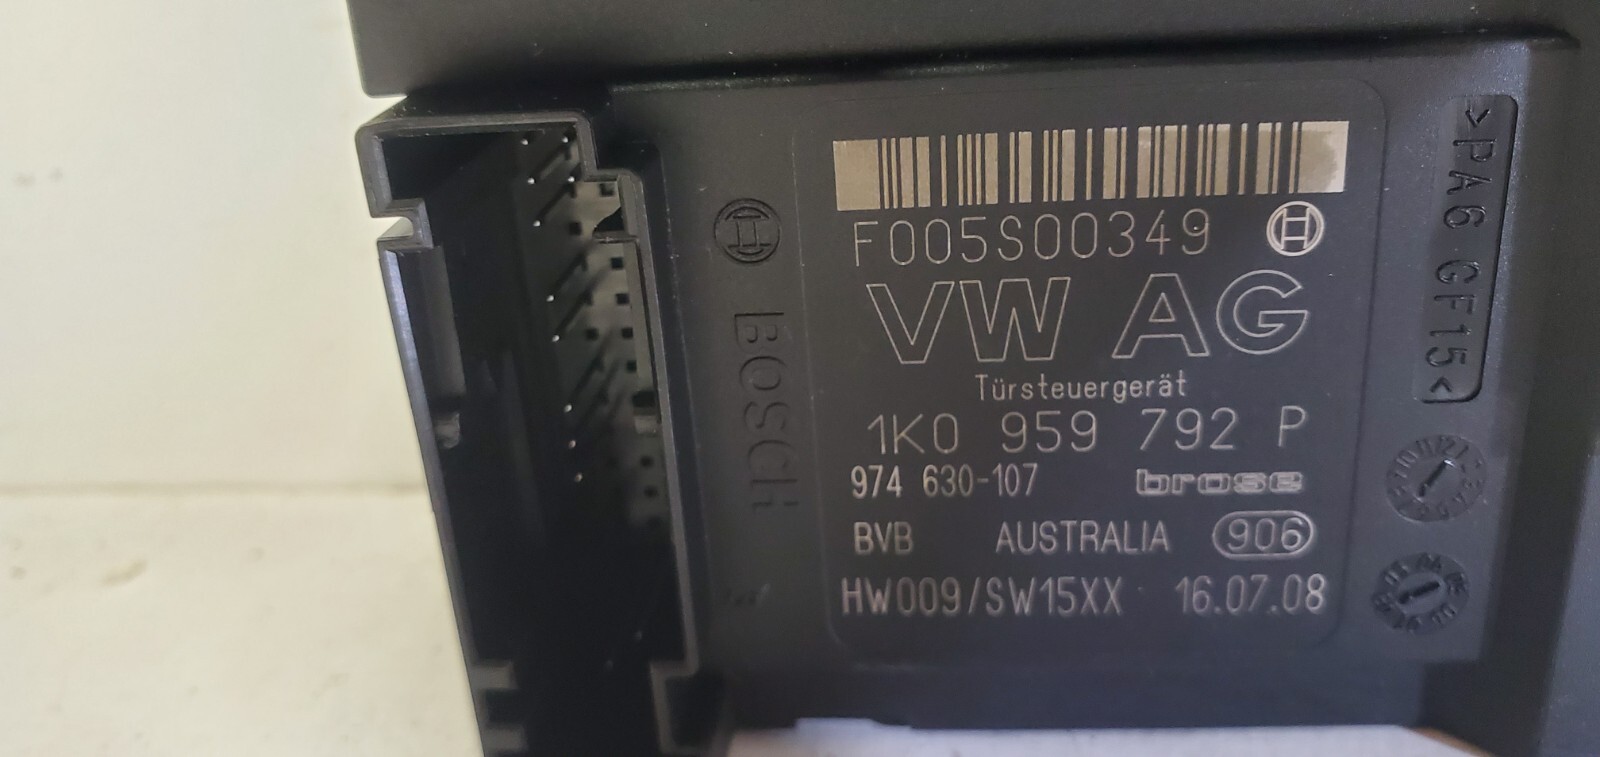 F005S00349
VW AG
Türsteuergerät
1K0 959 792 P
974 630-107 brose
BVB AUSTRALIA 906
HW009/SW15XX 16.07.08
BOSCH
>PA6 GF15<